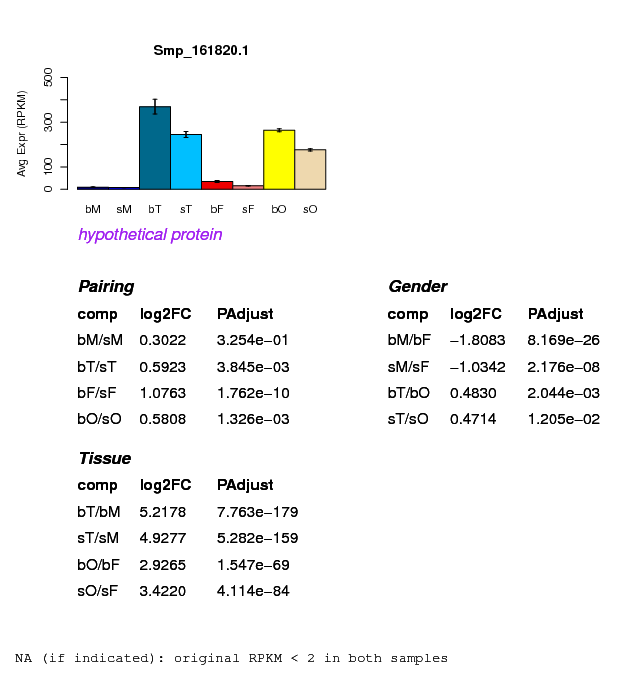 Smp_161820.1
Avg Expr (RPKM)
500
300
100
0
bM sM bT sT bF sF bO sO
hypothetical protein
Pairing
comp log2FC PAdjust
bM/sM 0.3022 3.254e−01
bT/sT 0.5923 3.845e−03
bF/sF 1.0763 1.762e−10
bO/sO 0.5808 1.326e−03
Gender
comp log2FC PAdjust
bM/bF −1.8083 8.169e−26
sM/sF −1.0342 2.176e−08
bT/bO 0.4830 2.044e−03
sT/sO 0.4714 1.205e−02
Tissue
comp log2FC PAdjust
bT/bM 5.2178 7.763e−179
sT/sM 4.9277 5.282e−159
bO/bF 2.9265 1.547e−69
sO/sF 3.4220 4.114e−84
NA (if indicated): original RPKM < 2 in both samples